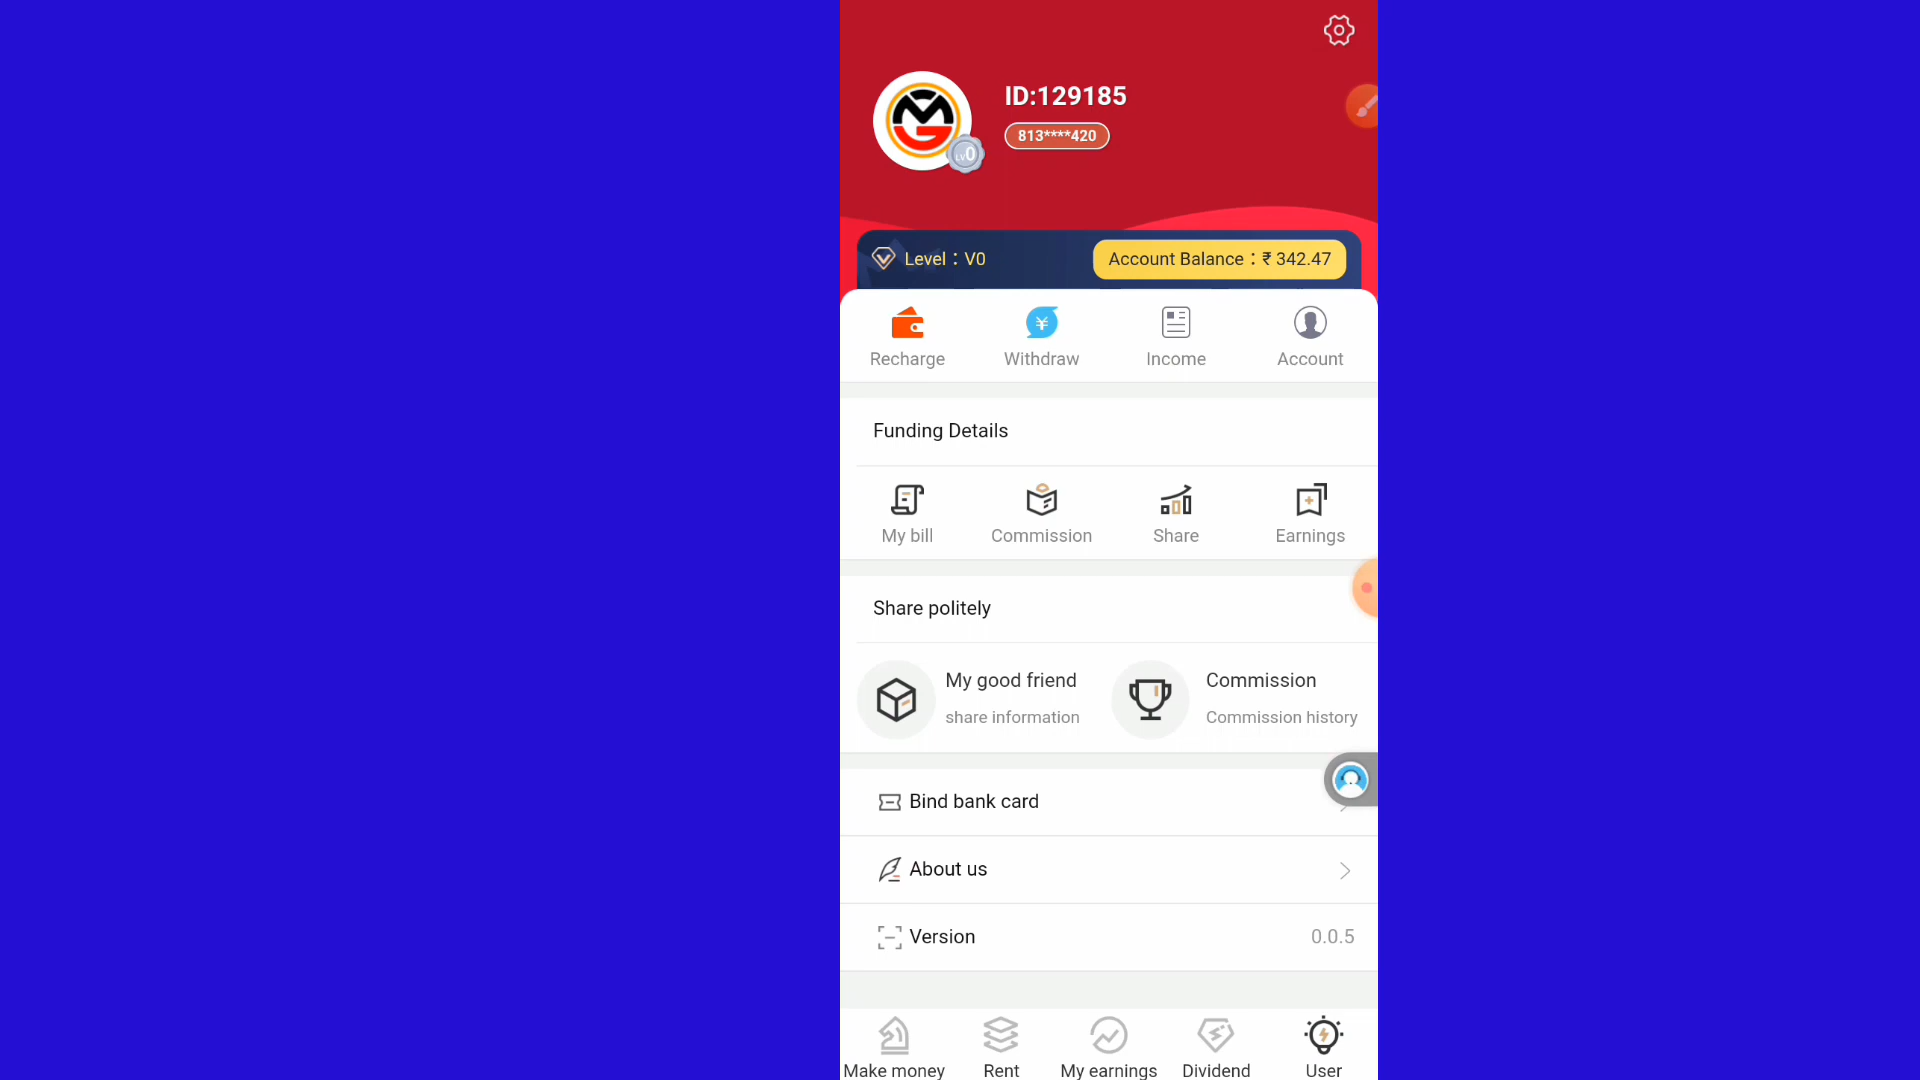 ID:129185
813****420
LV0
Level：V0
Account Balance：₹ 342.47
Recharge
Withdraw
Income
Account
Funding Details
My bill
Commission
Share
Earnings
Share politely
My good friend
share information
Commission
Commission history
Bind bank card
About us
Version
0.0.5
Make money
Rent
My earnings
Dividend
User